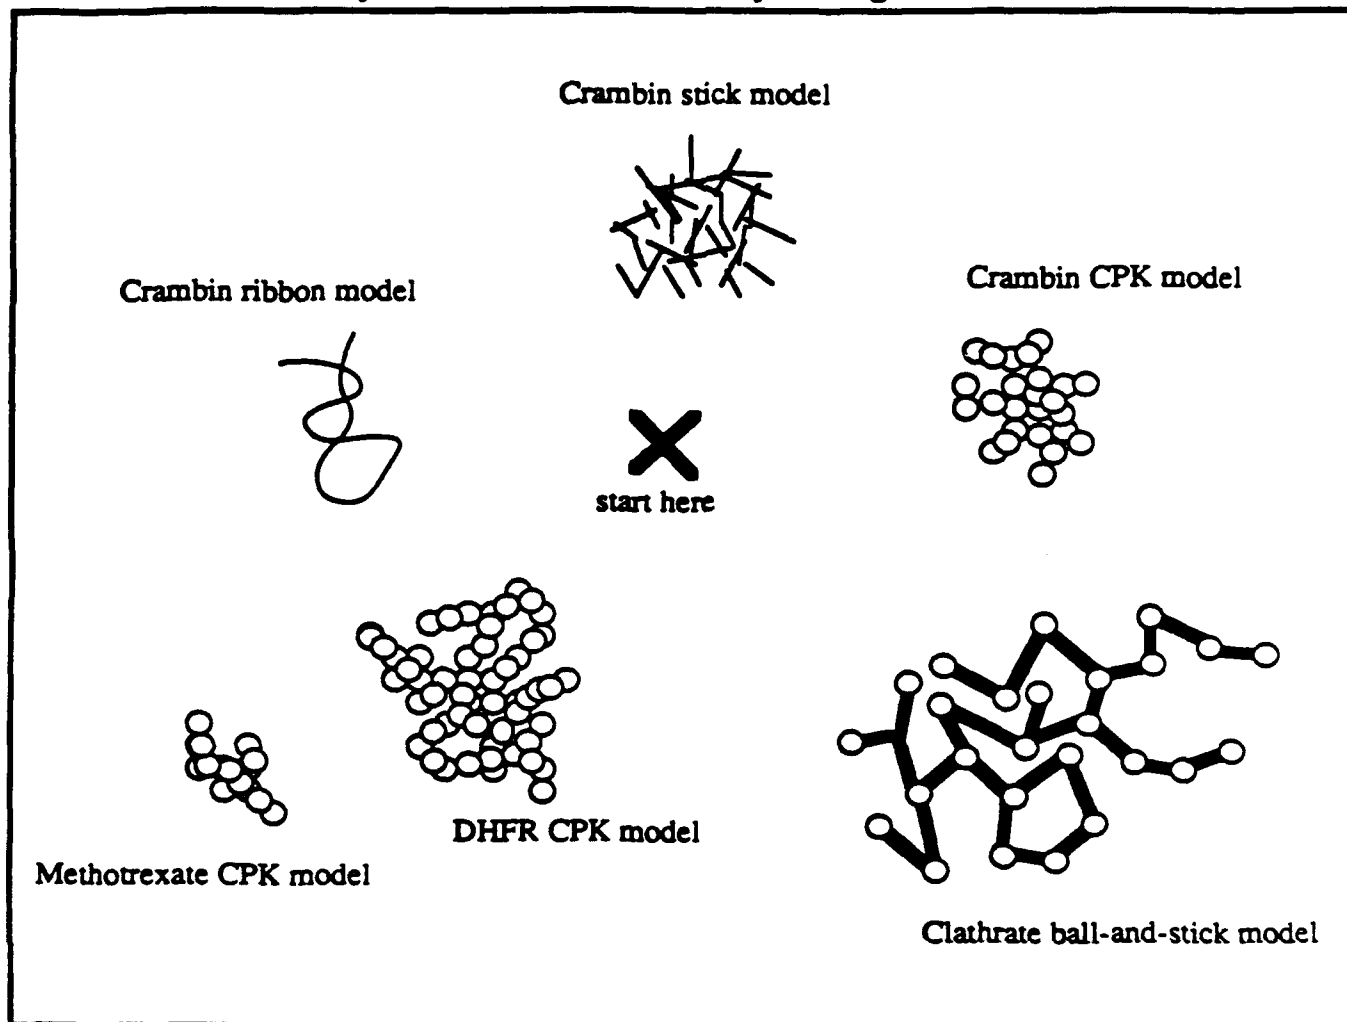 Crambin stick model
Crambin ribbon model
Crambin CPK model
start here
DHFR CPK model
Methotrexate CPK model
Clathrate ball-and-stick model